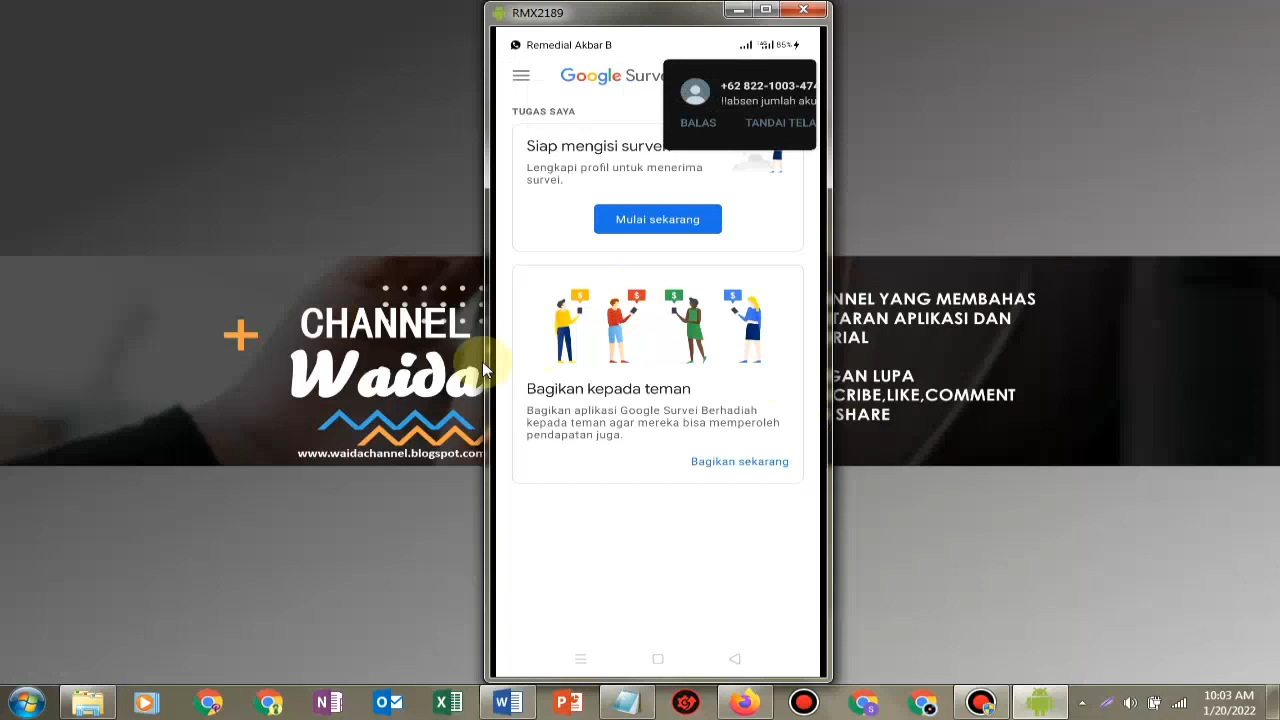 RMX2189
Remedial Akbar B
85%
Google
+62 822-1003-474
!!absen jumlah aku
BALAS
TANDAI TELA
TUGAS SAYA
Siap mengisi survei
Lengkapi profil untuk menerima
survei.
Mulai sekarang
$ $ $ $
Bagikan kepada teman
Bagikan aplikasi Google Survei Berhadiah
kepada teman agar mereka bisa memperoleh
pendapatan juga.
Bagikan sekarang
CHANNEL
Waida
www.waidachannel.blogspot.com
NNEL YANG MEMBAHAS
TARAN APLIKASI DAN
RIAL
GAN LUPA
CRIBE,LIKE,COMMENT
SHARE
10:03 AM
1/20/2022